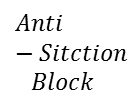 Anti
– Sitction
Block